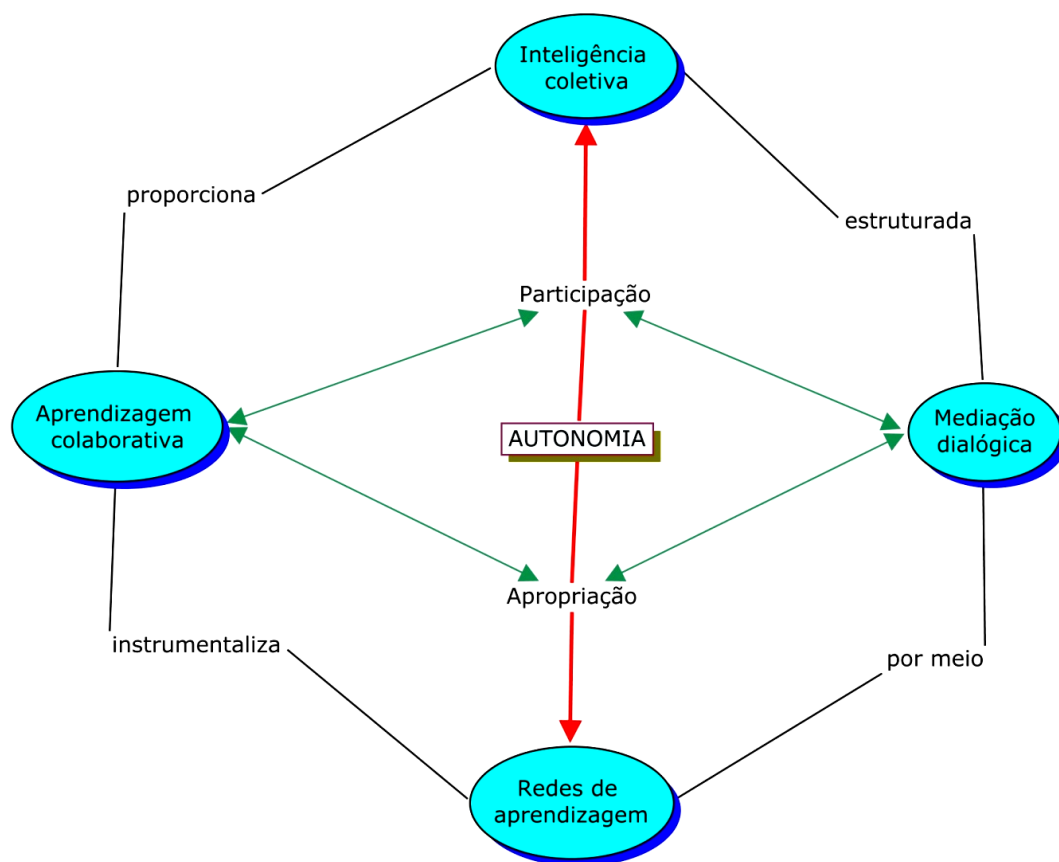 Inteligência
coletiva
proporciona
estruturada
Participação
Aprendizagem
colaborativa
AUTONOMIA
Mediação
dialógica
Apropriação
instrumentaliza
por meio
Redes de
aprendizagem